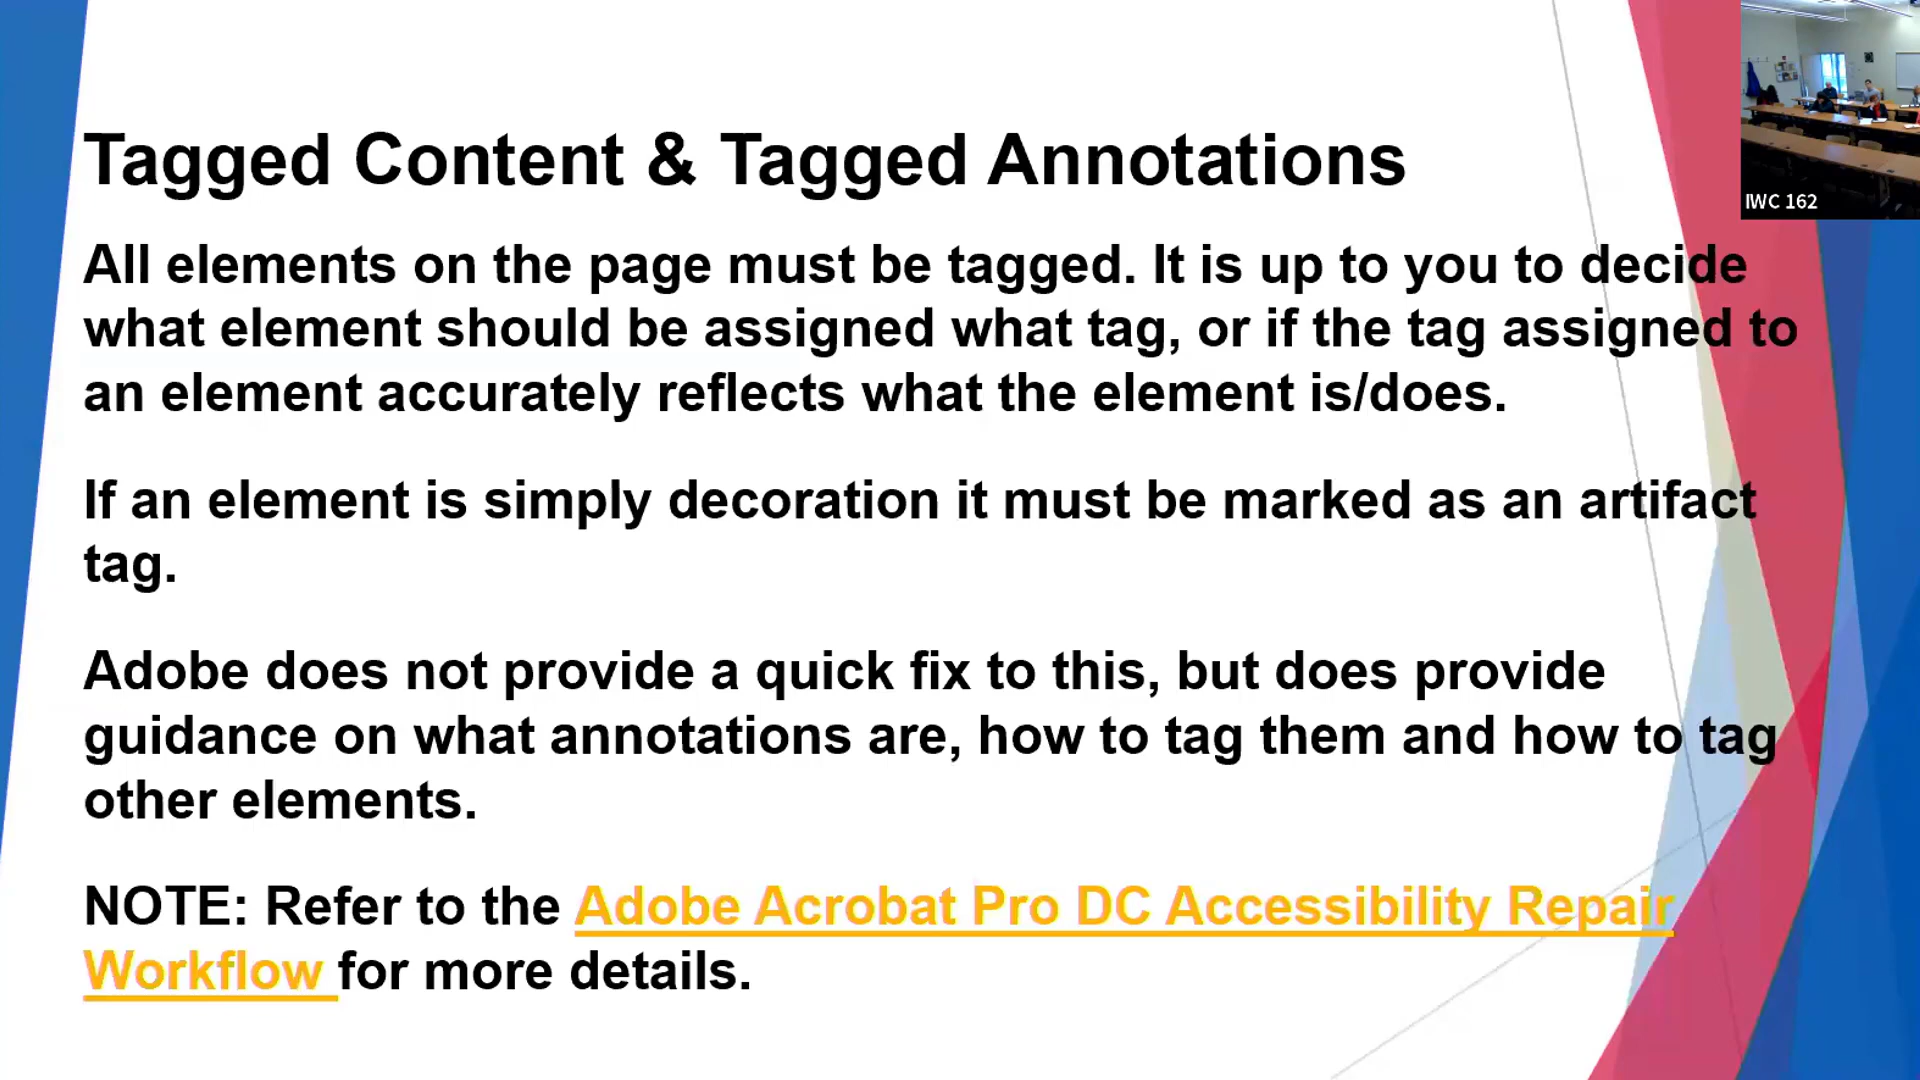 Tagged Content & Tagged Annotations
All elements on the page must be tagged. It is up to you to decide
what element should be assigned what tag, or if the tag assigned to
an element accurately reflects what the element is/does.
If an element is simply decoration it must be marked as an artifact
tag.
Adobe does not provide a quick fix to this, but does provide
guidance on what annotations are, how to tag them and how to tag
other elements.
NOTE: Refer to the Adobe Acrobat Pro DC Accessibility Repair
Workflow for more details.
IWC 162